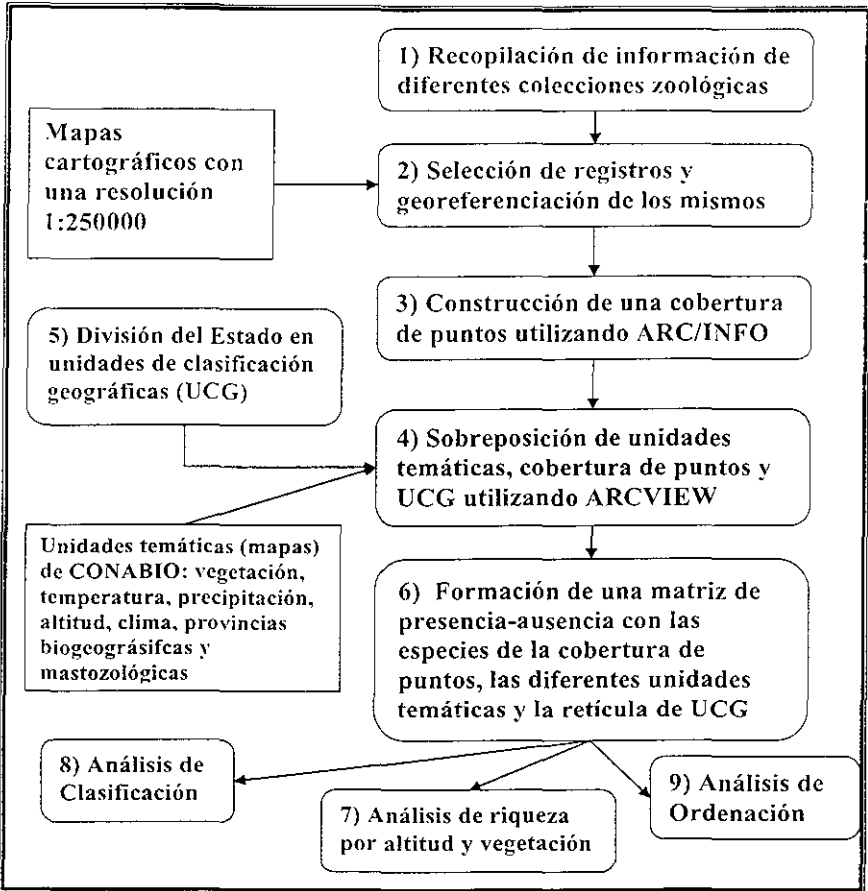 1) Recopilación de información de
diferentes colecciones zoológicas
Mapas
cartográficos con
una resolución
1:250000
2) Selección de registros y
georeferenciación de los mismos
3) Construcción de una cobertura
de puntos utilizando ARC/INFO
5) División del Estado en
unidades de clasificación
geográficas (UCG)
4) Sobreposición de unidades
temáticas, cobertura de puntos y
UCG utilizando ARCVIEW
Unidades temáticas (mapas)
de CONABIO: vegetación,
temperatura, precipitación,
altitud, clima, provincias
biogeográsifcas y
mastozológicas
6) Formación de una matriz de
presencia-ausencia con las
especies de la cobertura de
puntos, las diferentes unidades
temáticas y la retícula de UCG
8) Análisis de
Clasificación
7) Análisis de riqueza
por altitud y vegetación
9) Análisis de
Ordenación